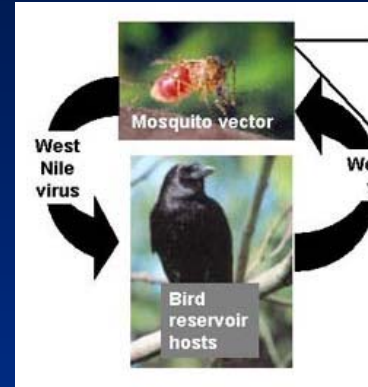 Mosquito vector
West
Nile
virus
Bird
reservoir
hosts